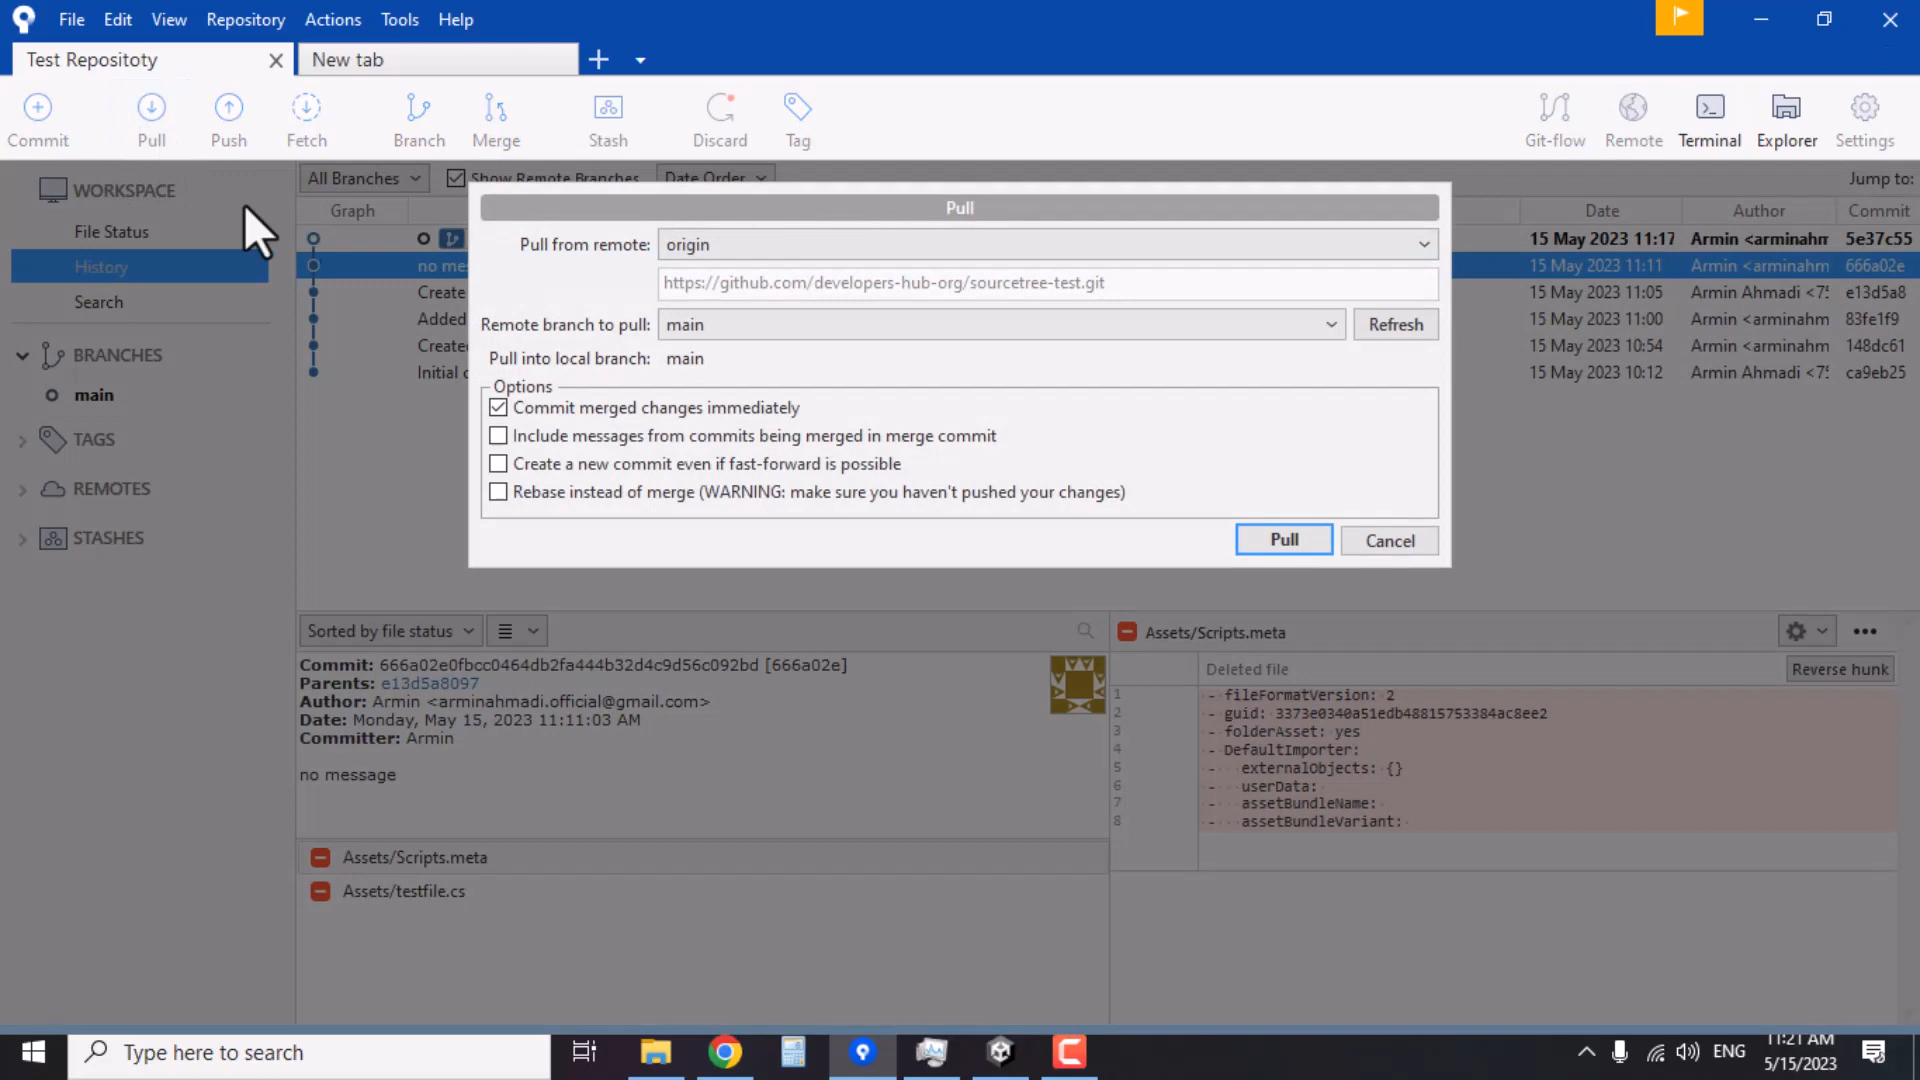 File Edit View Repository Actions Tools Help
Test Repositoty New tab
Commit Pull Push Fetch Branch Merge Stash Discard Tag Git-flow Remote Terminal Explorer Settings
WORKSPACE
File Status
History
Search
BRANCHES
main
TAGS
REMOTES
STASHES
All Branches Show Remote Branches Date Order Jump to:
Graph Date Author Commit
15 May 2023 11:17 Armin <arminahm 5e37c55
no me 15 May 2023 11:11 Armin <arminahm 666a02e
Create 15 May 2023 11:05 Armin Ahmadi <7 e13d5a8
Added 15 May 2023 11:00 Armin <arminahm 83fe1f9
Create 15 May 2023 10:54 Armin <arminahm 148dc61
Initial 15 May 2023 10:12 Armin Ahmadi <7 ca9eb25
Pull
Pull from remote: origin
https://github.com/developers-hub-org/sourcetree-test.git
Remote branch to pull: main Refresh
Pull into local branch: main
Options
Commit merged changes immediately
Include messages from commits being merged in merge commit
Create a new commit even if fast-forward is possible
Rebase instead of merge (WARNING: make sure you haven't pushed your changes)
Pull Cancel
Sorted by file status
Commit: 666a02e0fbcc0464db2fa444b32d4c9d56c092bd [666a02e]
Parents: e13d5a8097
Author: Armin <arminahmadi.official@gmail.com>
Date: Monday, May 15, 2023 11:11:03 AM
Committer: Armin
no message
Assets/Scripts.meta
Assets/testfile.cs
Assets/Scripts.meta
Deleted file Reverse hunk
1 - fileFormatVersion: 2
2 - guid: 3373e0340a51edb48815753384ac8ee2
3 - folderAsset: yes
4 - DefaultImporter:
5 - externalObjects: {}
6 - userData:
7 - assetBundleName:
8 - assetBundleVariant:
Type here to search
ENG
11:21 AM
5/15/2023